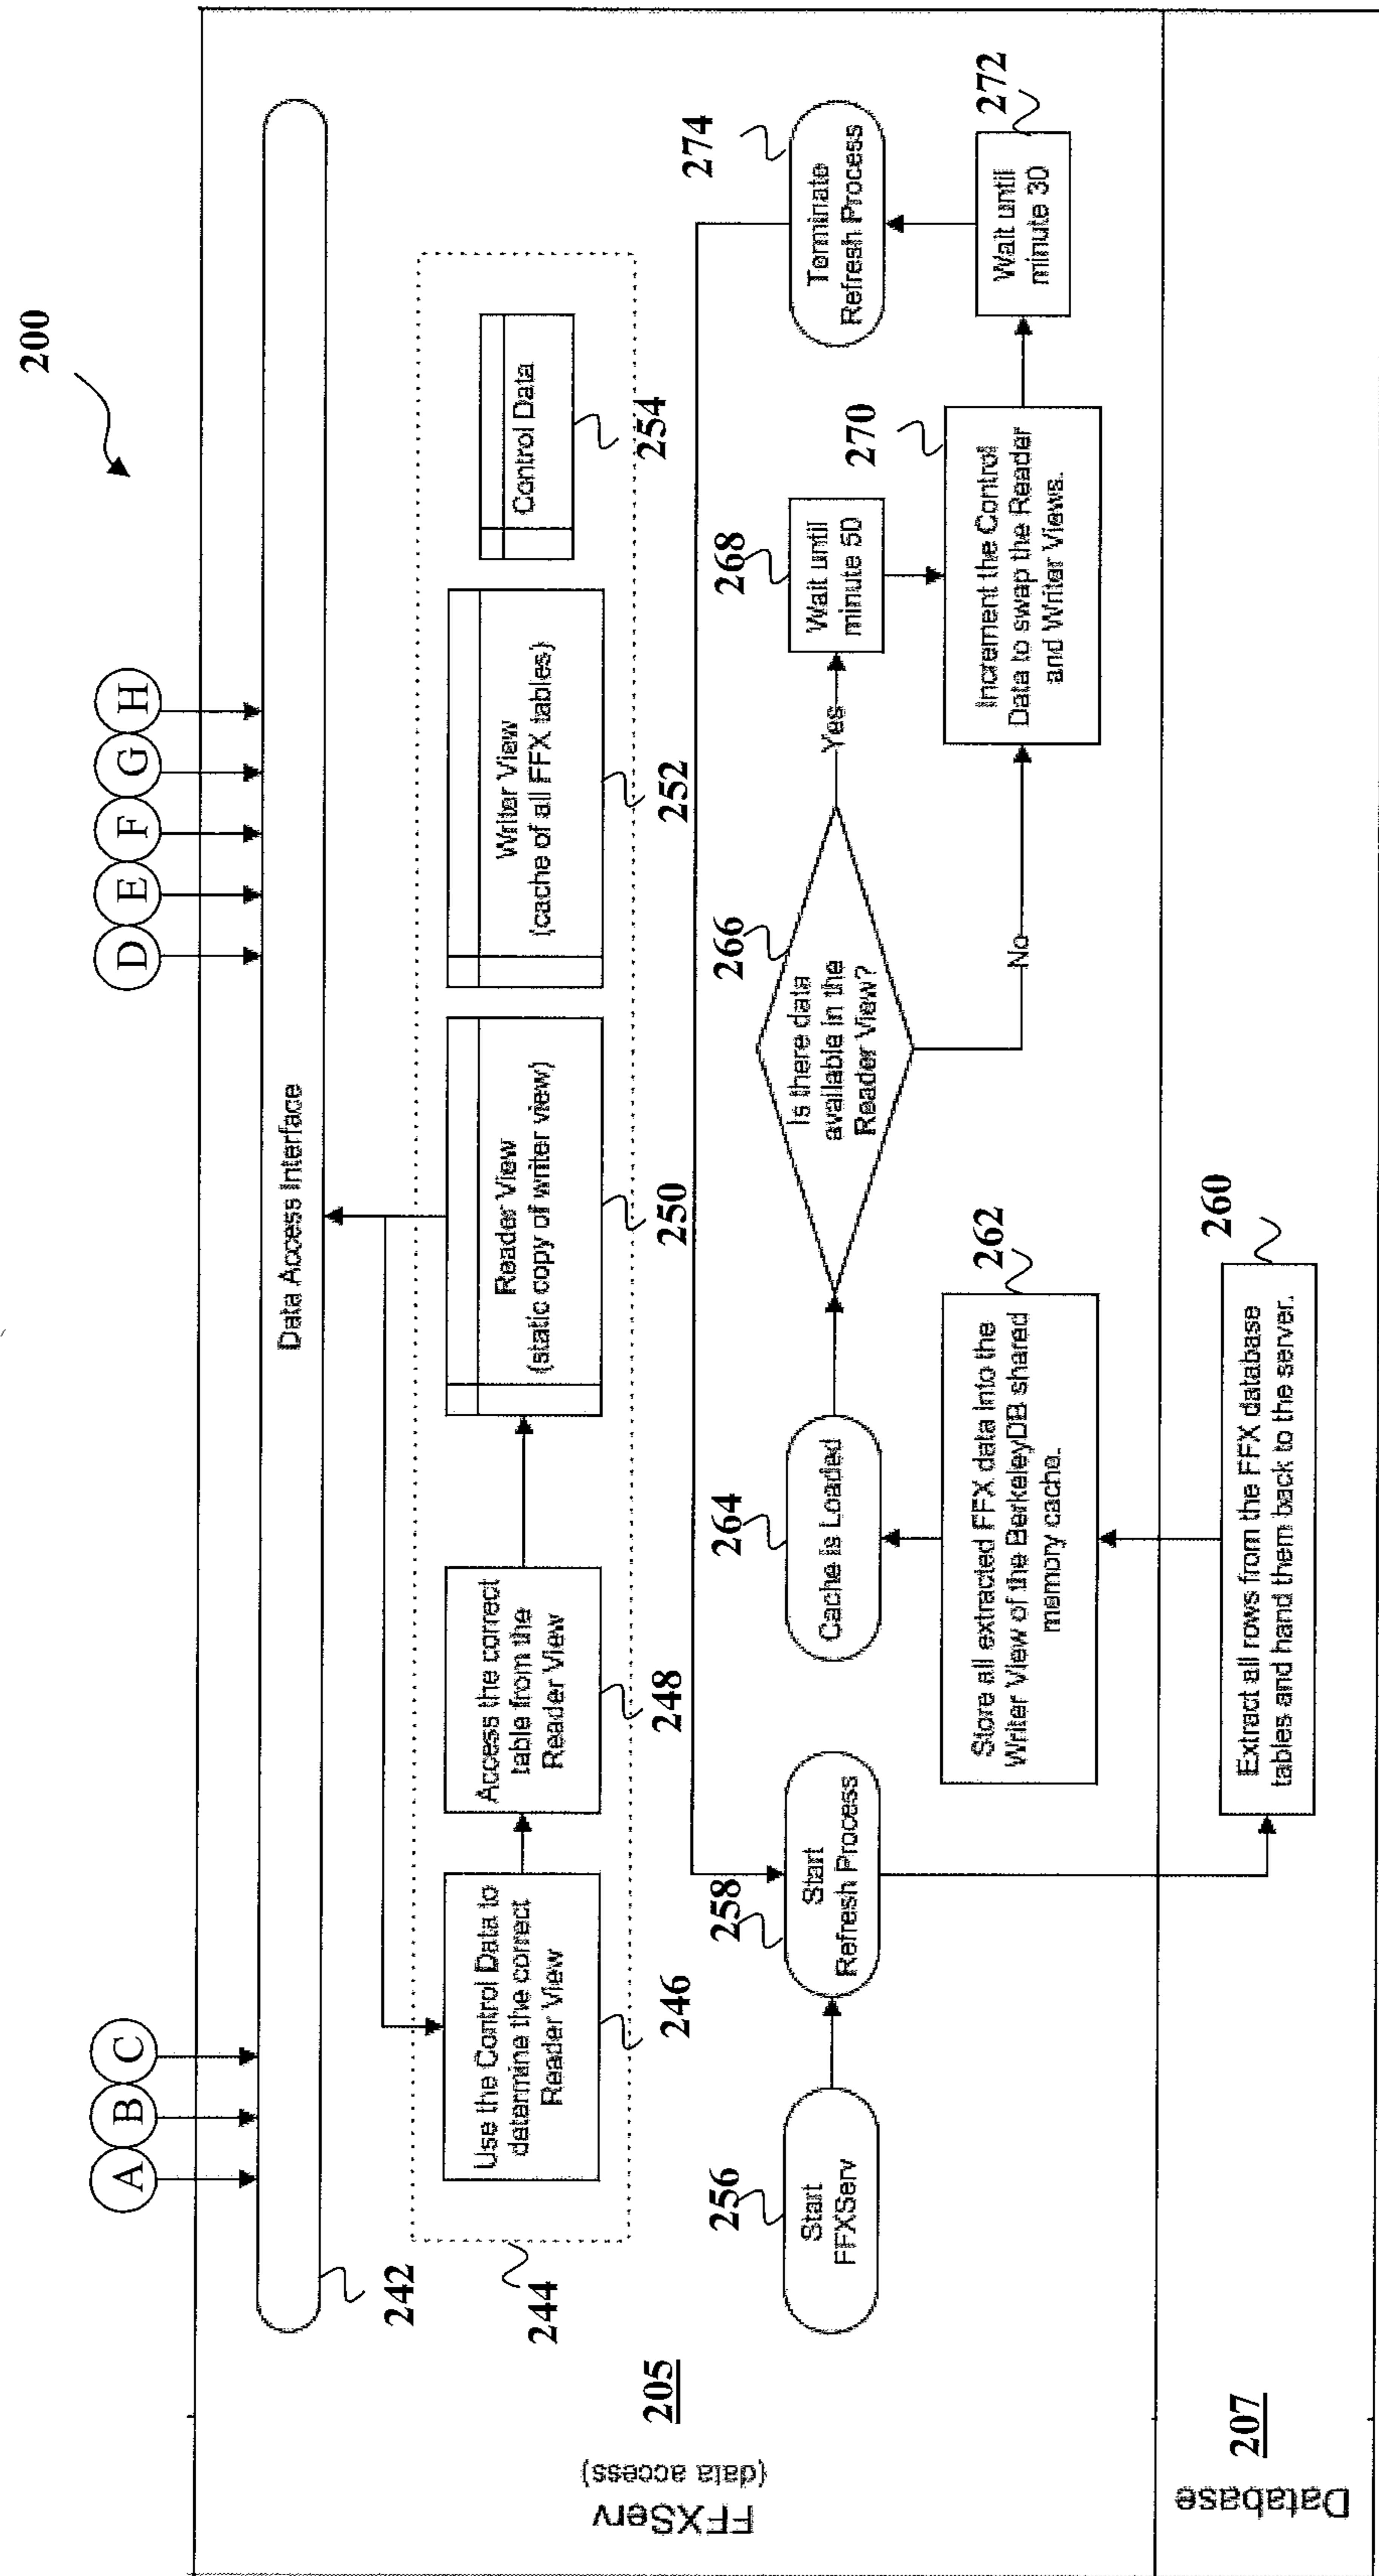 200
A B C
D E F G H
Data Access Interface
242
244
Use the Control Data to
determine the correct
Reader View
246
Access the correct
table from the
Reader View
248
Reader View
(static copy of writer view)
250
Writer View
(cache of all FFX tables)
252
Control Data
254
FFXServ
(data access)
205
256
Start
FFXServ
258
Start
Refresh Process
264
Cache is Loaded
262
Store all extracted FFX data into the
Writer View of the BerkeleyDB shared
memory cache.
266
Is there data
available in the
Reader View?
Yes
No
268
Wait until
minute 50
270
Increment the Control
Data to swap the Reader
and Writer Views.
272
Wait until
minute 30
274
Terminate
Refresh Process
Database
207
260
Extract all rows from the FFX database
tables and hand them back to the server.